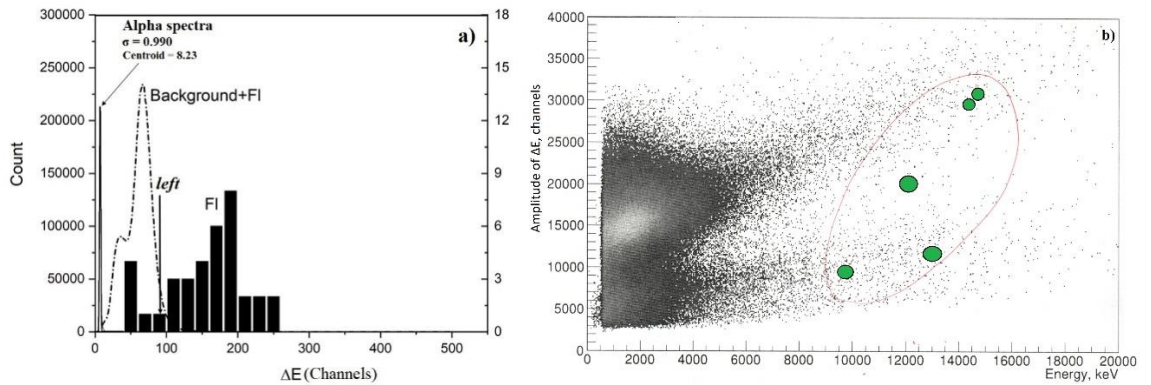 Alpha spectra
σ = 0.990
Centroid = 8.23
a)
Background+Fl
left
Fl
Count
300000
250000
200000
150000
100000
50000
0
18
15
12
9
6
3
0
0 100 200 300 400 500
ΔE (Channels)
b)
Amplitude of ΔE, channels
40000
35000
30000
25000
20000
15000
10000
5000
0
0 2000 4000 6000 8000 10000 12000 14000 16000 18000 20000
Energy, keV